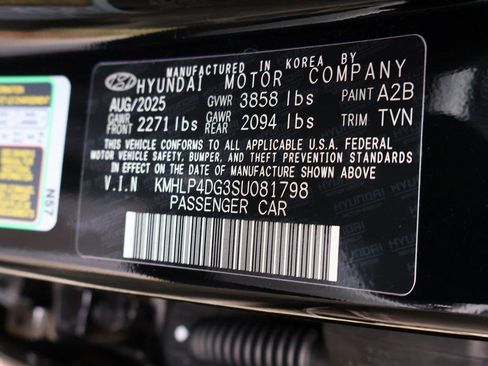 MANUFACTURED IN KOREA BY
HYUNDAI MOTOR COMPANY
AUG/2025 GVWR 3858 lbs PAINT A2B
GAWR FRONT 2271 lbs GAWR REAR 2094 lbs TRIM TVN
THIS VEHICLE CONFORMS TO ALL APPLICABLE U.S.A. FEDERAL
MOTOR VEHICLE SAFETY, BUMPER, AND THEFT PREVENTION STANDARDS
IN EFFECT ON THE DATE OF MANUFACTURE SHOWN ABOVE
V.I.N KMHLP4DG3SU081798
PASSENGER CAR
N57